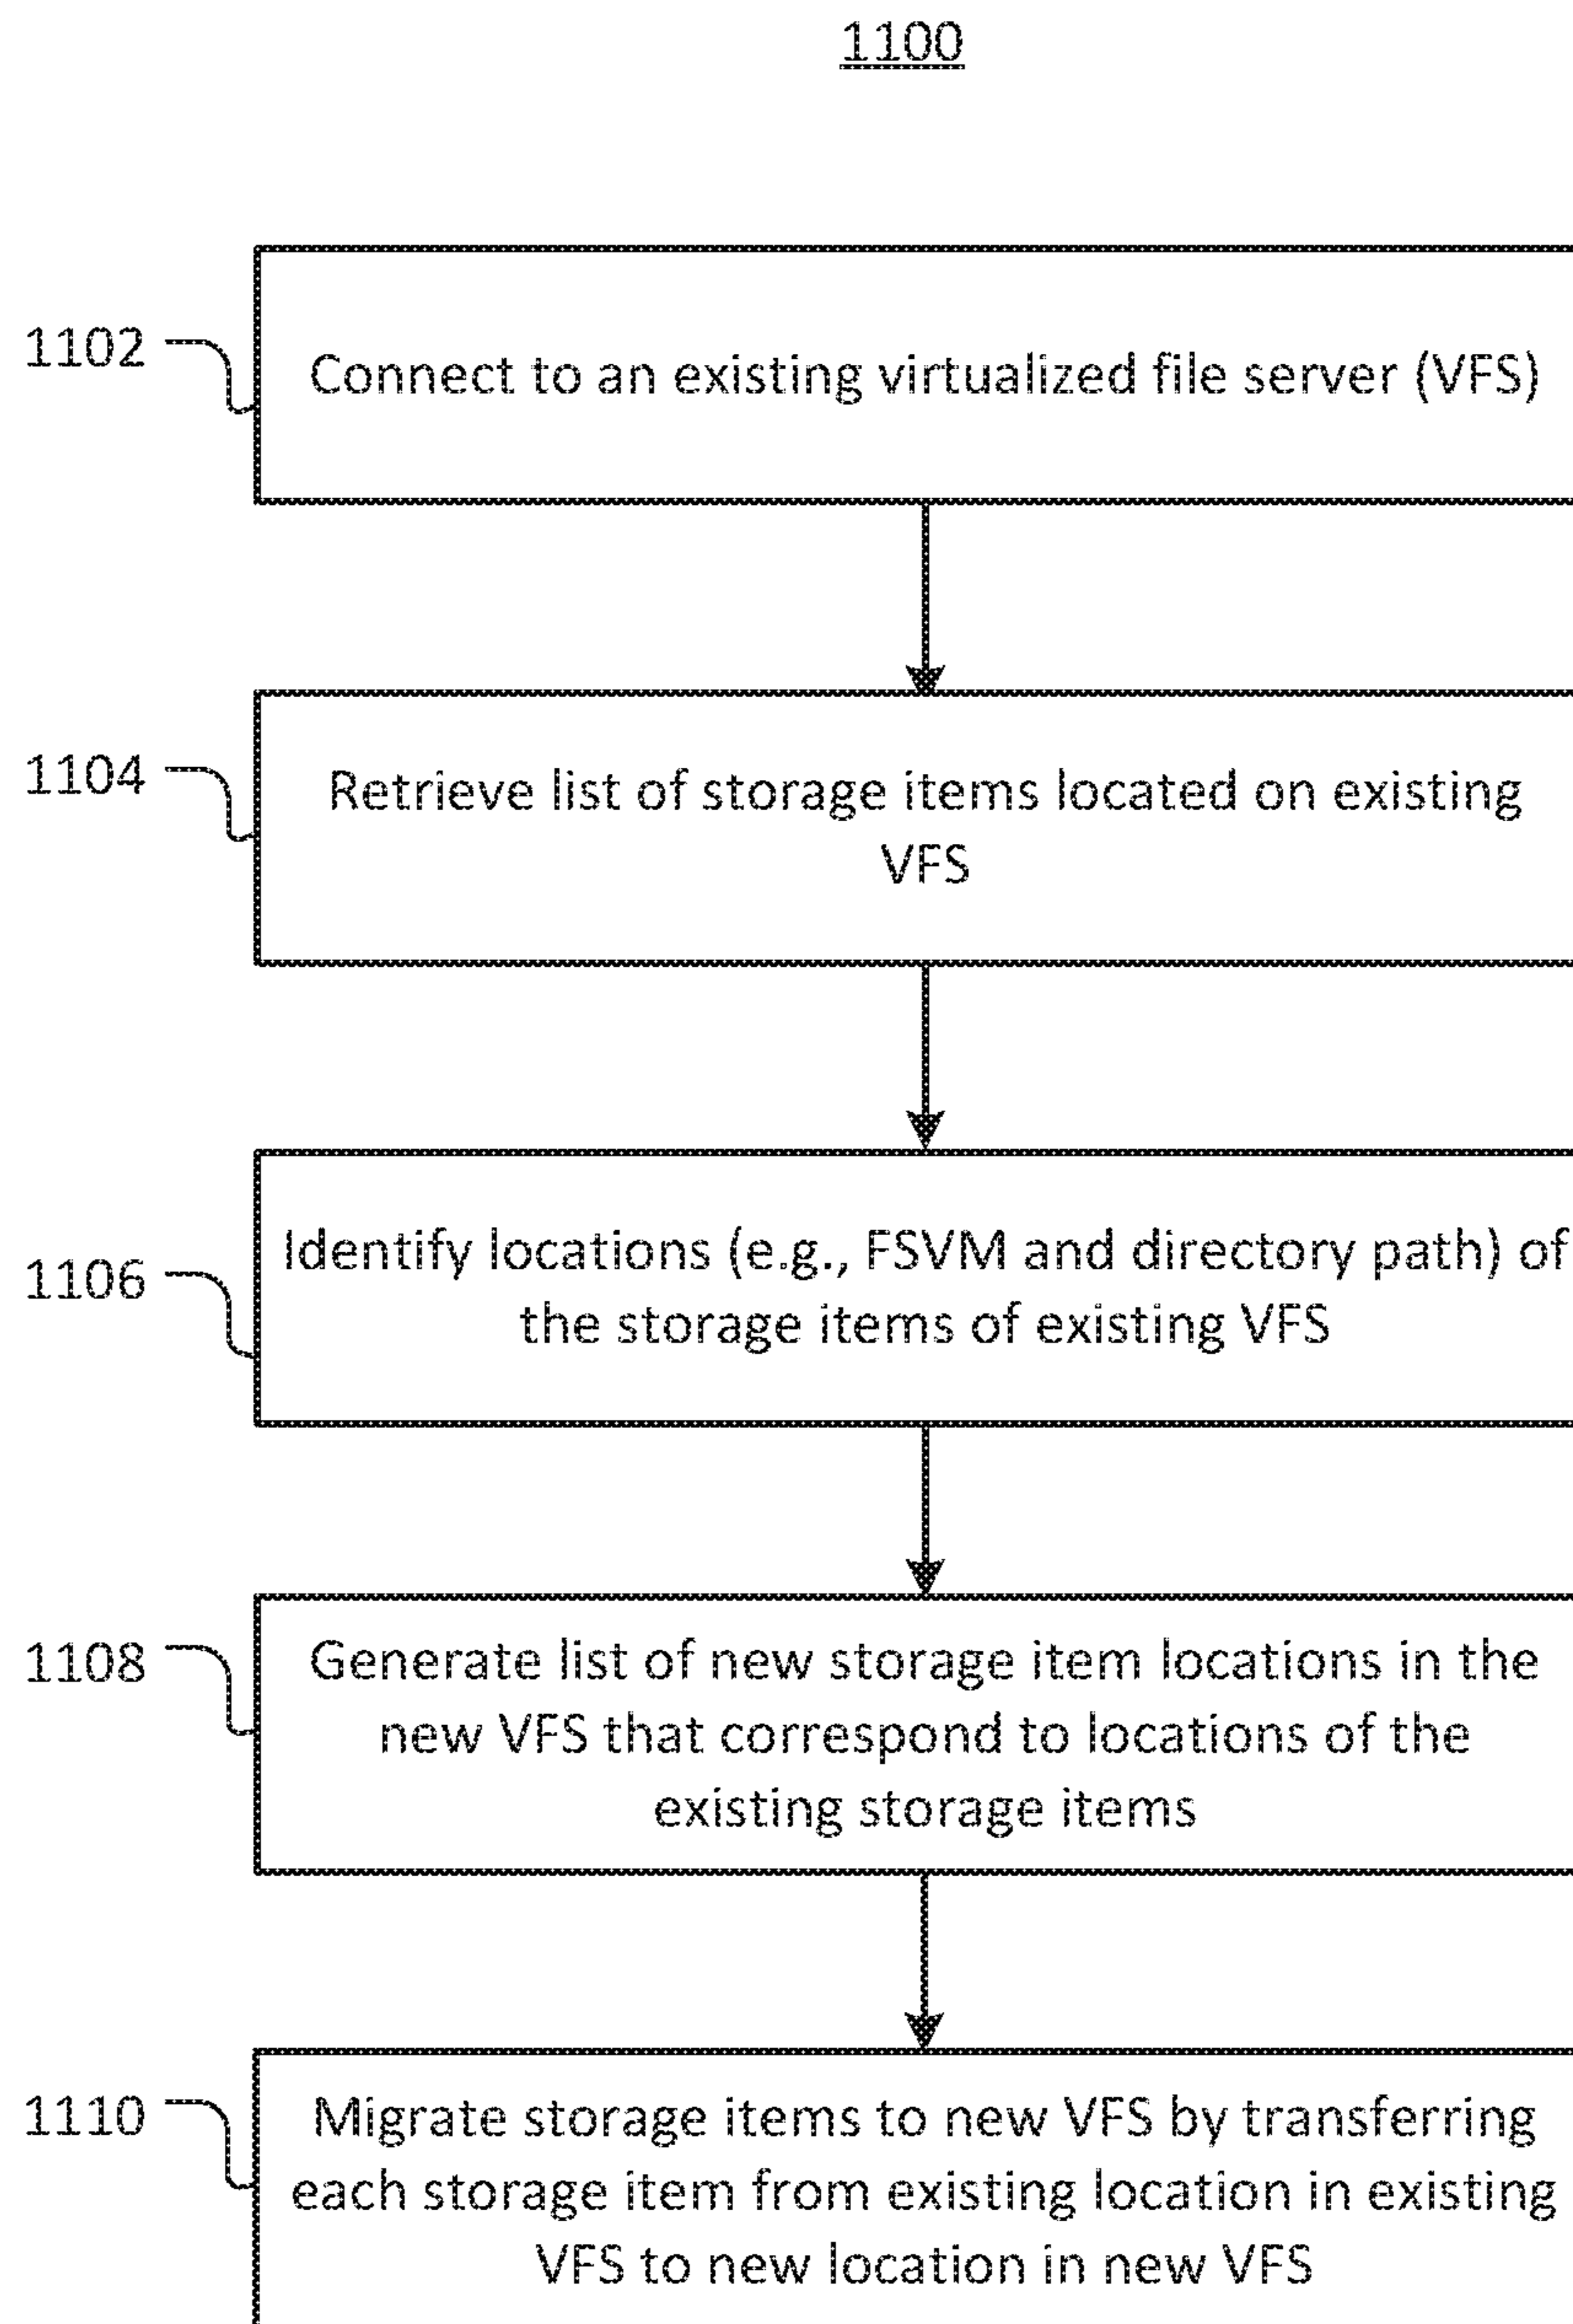 1100
1102
Connect to an existing virtualized file server (VFS)
1104
Retrieve list of storage items located on existing
VFS
1106
Identify locations (e.g., FSVM and directory path) of
the storage items of existing VFS
1108
Generate list of new storage item locations in the
new VFS that correspond to locations of the
existing storage items
1110
Migrate storage items to new VFS by transferring
each storage item from existing location in existing
VFS to new location in new VFS